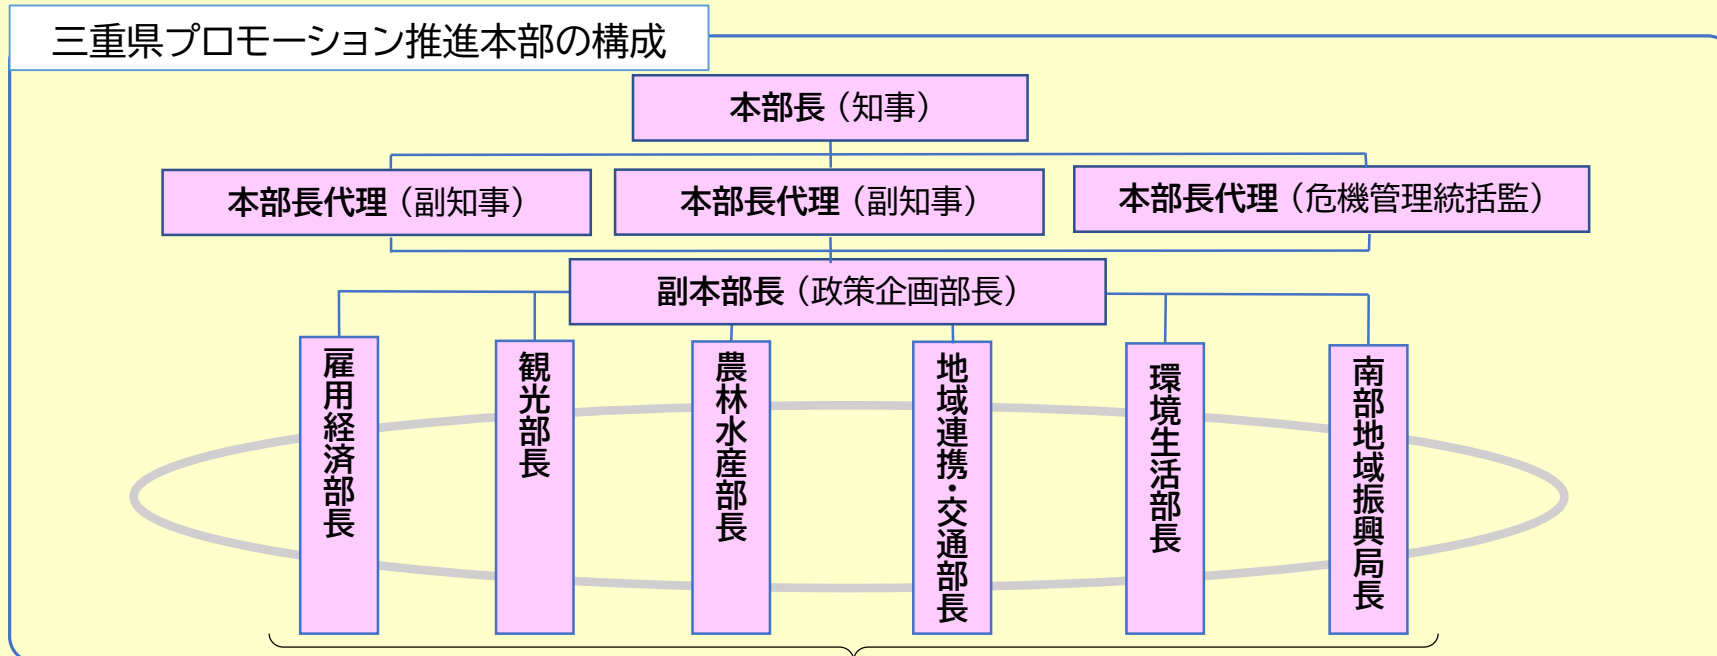 三重県プロモーション推進本部の構成
本部長（知事）
本部長代理（副知事）
本部長代理（副知事）
本部長代理（危機管理統括監）
副本部長（政策企画部長）
雇用経済部長
観光部長
農林水産部長
地域連携・交通部長
環境生活部長
南部地域振興局長